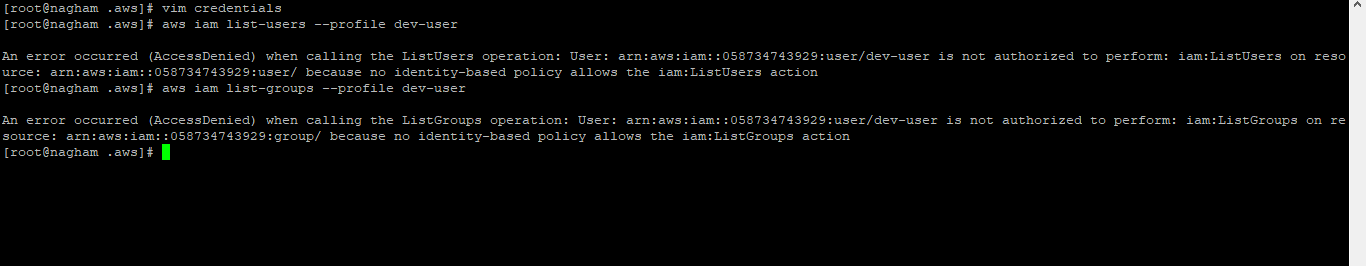 [root@nagham .aws]# vim credentials
[root@nagham .aws]# aws iam list-users --profile dev-user
An error occurred (AccessDenied) when calling the ListUsers operation: User: arn:aws:iam::058734743929:user/dev-user is not authorized to perform: iam:ListUsers on reso
urce: arn:aws:iam::058734743929:user/ because no identity-based policy allows the iam:ListUsers action
[root@nagham .aws]# aws iam list-groups --profile dev-user
An error occurred (AccessDenied) when calling the ListGroups operation: User: arn:aws:iam::058734743929:user/dev-user is not authorized to perform: iam:ListGroups on re
source: arn:aws:iam::058734743929:group/ because no identity-based policy allows the iam:ListGroups action
[root@nagham .aws]#